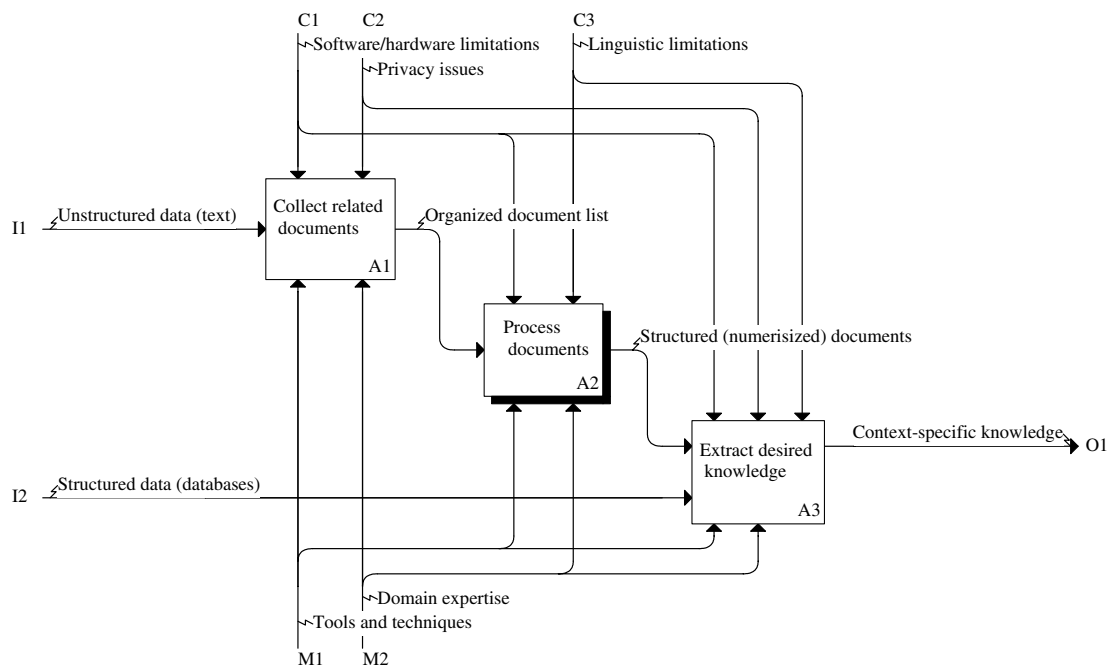 C1
C2
C3
Software/hardware limitations
Linguistic limitations
Privacy issues
Collect related
documents
A1
Unstructured data (text)
I1
Organized document list
Process
documents
A2
Structured (numerisized) documents
Extract desired
knowledge
A3
Context-specific knowledge
O1
Structured data (databases)
I2
Domain expertise
Tools and techniques
M1
M2